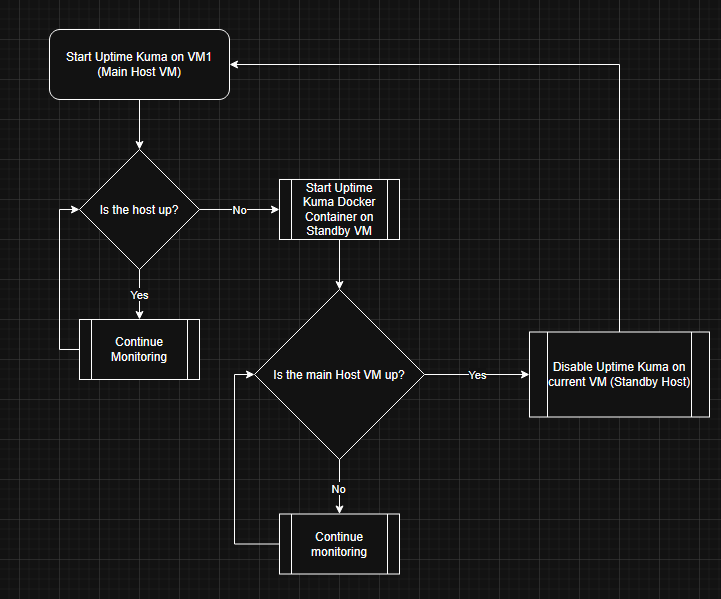 Start Uptime Kuma on VM1
(Main Host VM)
Is the host up?
No
Start Uptime
Kuma Docker
Container on
Standby VM
Yes
Continue
Monitoring
Is the main Host VM up?
Yes
Disable Uptime Kuma on
current VM (Standby Host)
No
Continue
monitoring